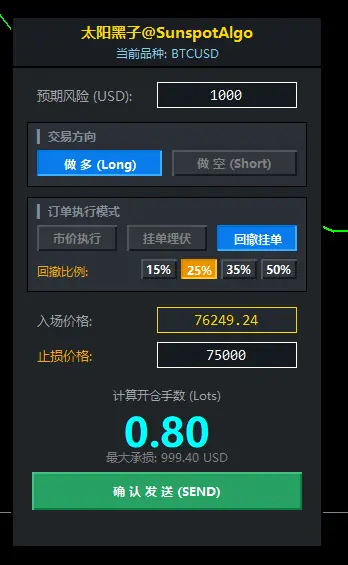 太阳黑子@SunspotAlgo
当前品种: BTCUSD
预期风险 (USD): 1000
交易方向
做 多 (Long) 做 空 (Short)
订单执行模式
市价执行 挂单埋伏 回撤挂单
回撤比例: 15% 25% 35% 50%
入场价格: 76249.24
止损价格: 75000
计算开仓手数 (Lots)
0.80
最大承损: 999.40 USD
确 认 发 送 (SEND)